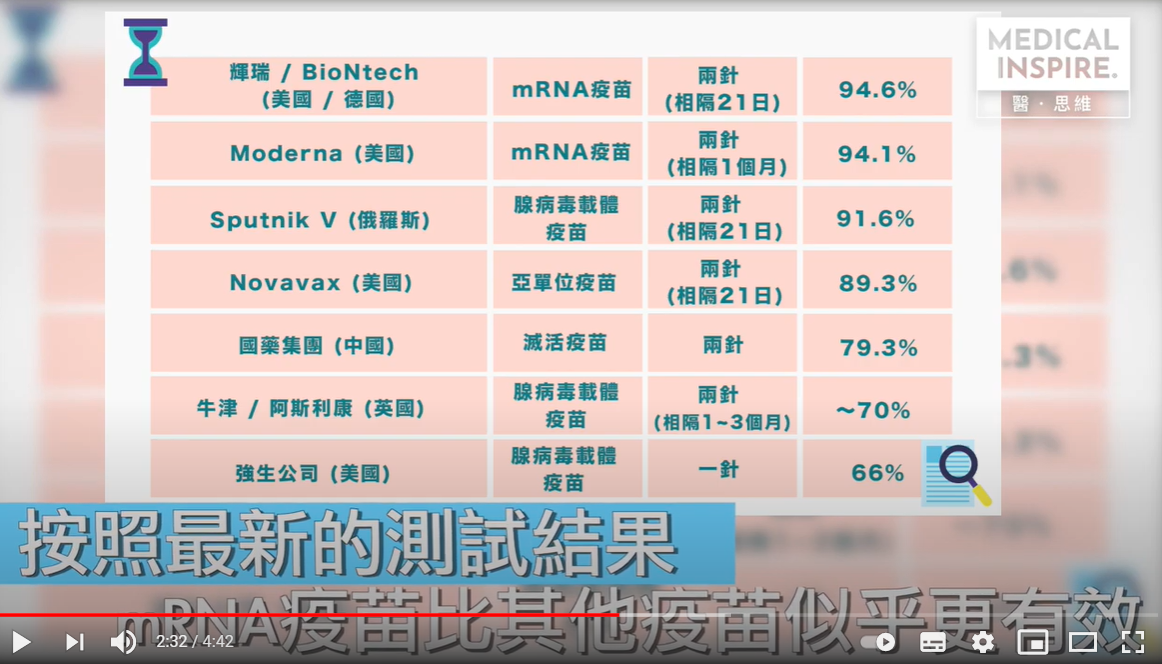 MEDICAL
INSPIRE.
醫·思維
輝瑞 / BioNtech
(美國 / 德國)
mRNA疫苗
兩針
(相隔21日)
94.6%
Moderna (美國)
mRNA疫苗
兩針
(相隔1個月)
94.1%
Sputnik V (俄羅斯)
腺病毒載體
疫苗
兩針
(相隔21日)
91.6%
Novavax (美國)
亞單位疫苗
兩針
(相隔21日)
89.3%
國藥集團 (中國)
滅活疫苗
兩針
79.3%
牛津 / 阿斯利康 (英國)
腺病毒載體
疫苗
兩針
(相隔1~3個月)
~70%
強生公司 (美國)
腺病毒載體
疫苗
一針
66%
按照最新的測試結果
mRNA疫苗比其他疫苗似乎更有效
2:32 / 4:42